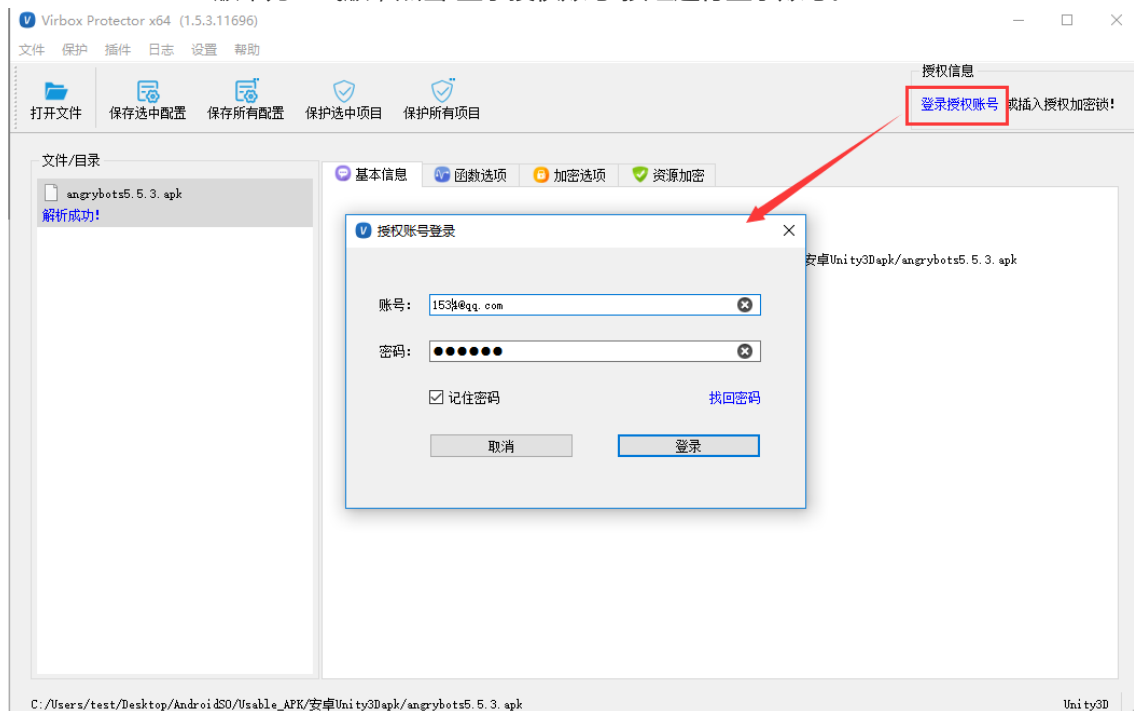 Virbox Protector x64 (1.5.3.11696)
文件 保护 插件 日志 设置 帮助
打开文件 保存选中配置 保存所有配置 保护选中项目 保护所有项目
授权信息
登录授权账号 或插入授权加密锁!
文件/目录
angrybots5.5.3.apk
解析成功!
基本信息 函数选项 加密选项 资源加密
安卓Unity3Dapk/angrybots5.5.3.apk
授权账号登录
账号: 1534@qq.com
密码: ●●●●●●
记住密码 找回密码
取消 登录
C:/Users/test/Desktop/AndroidSO/Usable_APK/安卓Unity3Dapk/angrybots5.5.3.apk Unity3D